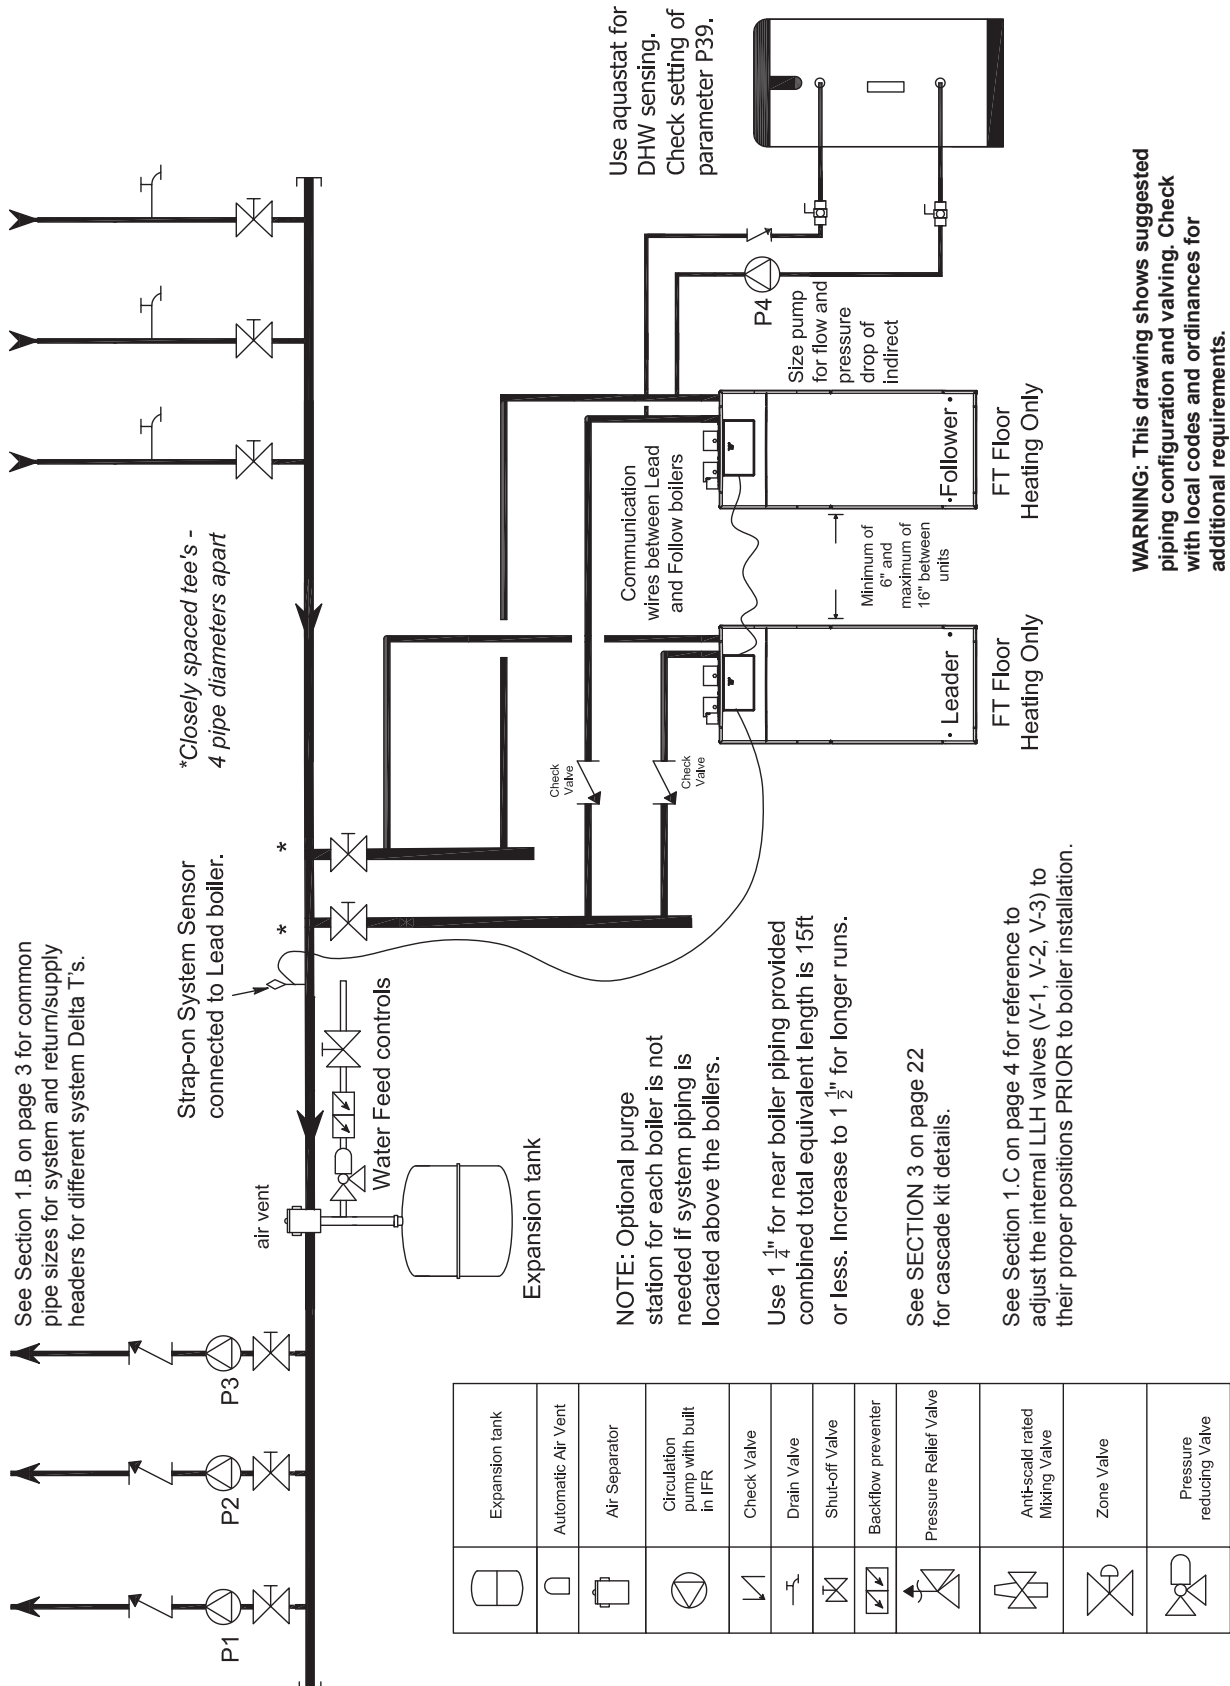 See Section 1.B on page 3 for common
pipe sizes for system and return/supply
headers for different system Delta T's.
P1
P2
P3
air vent
Strap-on System Sensor
connected to Lead boiler.
*
*
*Closely spaced tee's -
4 pipe diameters apart
Water Feed controls
Expansion tank
Check
Valve
Check
Valve
Communication
wires between Lead
and Follow boilers
Use aquastat for
DHW sensing.
Check setting of
parameter P39.
P4
Size pump
for flow and
pressure
drop of
indirect
Minimum of
6" and
maximum of
16" between
units
Leader
FT Floor
Heating Only
Follower
FT Floor
Heating Only
NOTE: Optional purge
station for each boiler is not
needed if system piping is
located above the boilers.
Use 1 1/4" for near boiler piping provided
combined total equivalent length is 15ft
or less. Increase to 1 1/2" for longer runs.
See SECTION 3 on page 22
for cascade kit details.
See Section 1.C on page 4 for reference to
adjust the internal LLH valves (V-1, V-2, V-3) to
their proper positions PRIOR to boiler installation.
WARNING: This drawing shows suggested
piping configuration and valving. Check
with local codes and ordinances for
additional requirements.
Expansion tank
Automatic Air Vent
Air Separator
Circulation
pump with built
in IFR
Check Valve
Drain Valve
Shut-off Valve
Backflow preventer
Pressure Relief Valve
Anti-scald rated
Mixing Valve
Zone Valve
Pressure
reducing Valve